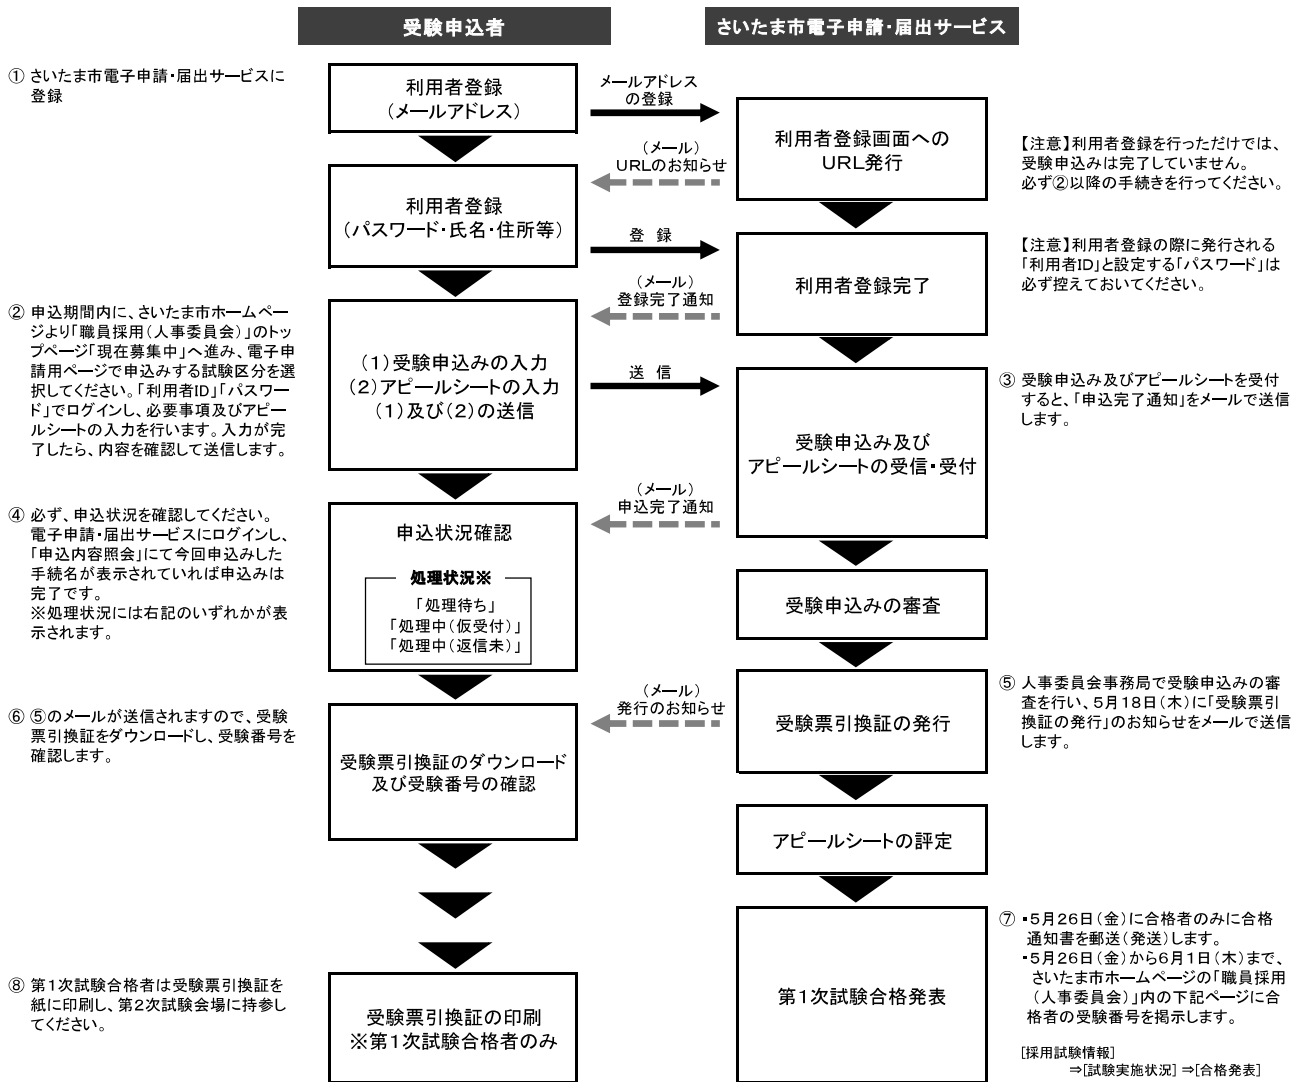 受験申込者
さいたま市電子申請・届出サービス
① さいたま市電子申請・届出サービスに
登録
利用者登録
（メールアドレス）
メールアドレス
の登録
利用者登録画面への
URL発行
（メール）
URLのお知らせ
【注意】利用者登録を行っただけでは、
受験申込みは完了していません。
必ず②以降の手続きを行ってください。
利用者登録
（パスワード・氏名・住所等）
登 録
利用者登録完了
（メール）
登録完了通知
【注意】利用者登録の際に発行される
「利用者ID」と設定する「パスワード」は
必ず控えておいてください。
② 申込期間内に、さいたま市ホームペー
ジより「職員採用（人事委員会）」のトッ
プページ「現在募集中」へ進み、電子申
請用ページで申込みする試験区分を選
択してください。「利用者ID」「パスワー
ド」でログインし、必要事項及びアピー
ルシートの入力を行います。入力が完
了したら、内容を確認して送信します。
（1）受験申込みの入力
（2）アピールシートの入力
（1）及び（2）の送信
送 信
受験申込み及び
アピールシートの受信・受付
③ 受験申込み及びアピールシートを受付
すると、「申込完了通知」をメールで送信
します。
（メール）
申込完了通知
④ 必ず、申込状況を確認してください。
電子申請・届出サービスにログインし、
「申込内容照会」にて今回申込みした
手続名が表示されていれば申込みは
完了です。
※処理状況には右記のいずれかが表
示されます。
申込状況確認
処理状況※
「処理待ち」
「処理中（仮受付）」
「処理中（返信未）」
受験申込みの審査
受験票引換証の発行
（メール）
発行のお知らせ
⑤ 人事委員会事務局で受験申込みの審
査を行い、5月18日（木）に「受験票引
換証の発行」のお知らせをメールで送信
します。
⑥ ⑤のメールが送信されますので、受験
票引換証をダウンロードし、受験番号を
確認します。
受験票引換証のダウンロード
及び受験番号の確認
アピールシートの評定
第1次試験合格発表
⑦ ・5月26日（金）に合格者のみに合格
通知書を郵送（発送）します。
・5月26日（金）から6月1日（木）まで、
さいたま市ホームページの「職員採用
（人事委員会）」内の下記ページに合
格者の受験番号を掲示します。
[採用試験情報]
⇒[試験実施状況] ⇒[合格発表]
⑧ 第1次試験合格者は受験票引換証を
紙に印刷し、第2次試験会場に持参し
てください。
受験票引換証の印刷
※第1次試験合格者のみ